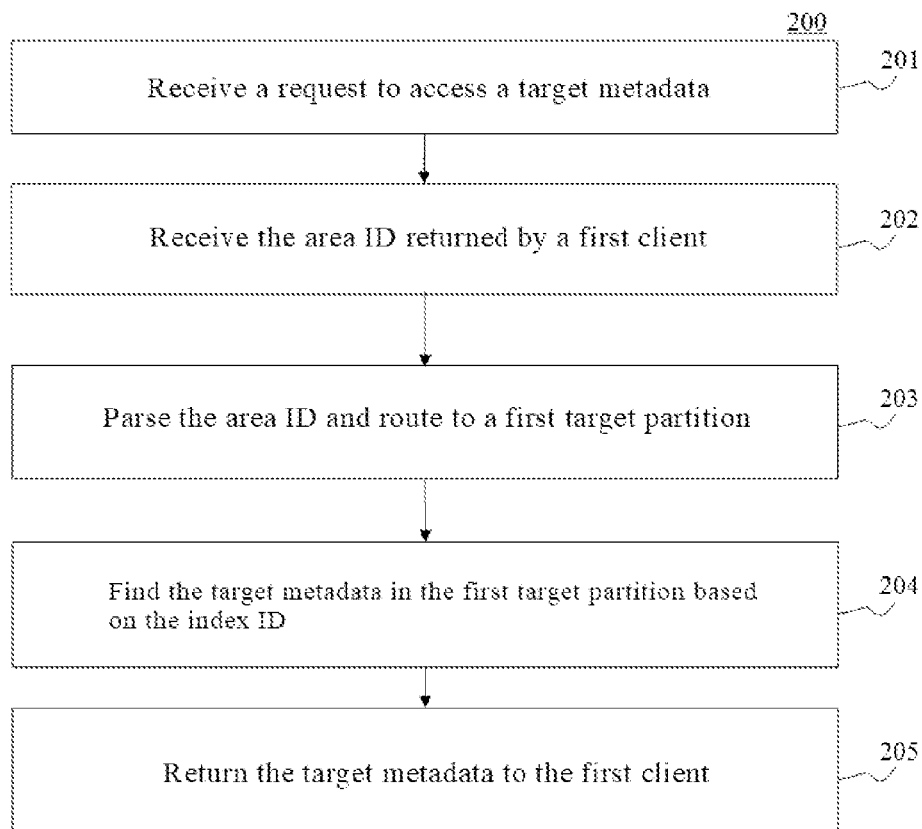 200
201
Receive a request to access a target metadata
202
Receive the area ID returned by a first client
203
Parse the area ID and route to a first target partition
204
Find the target metadata in the first target partition based
on the index ID
205
Return the target metadata to the first client